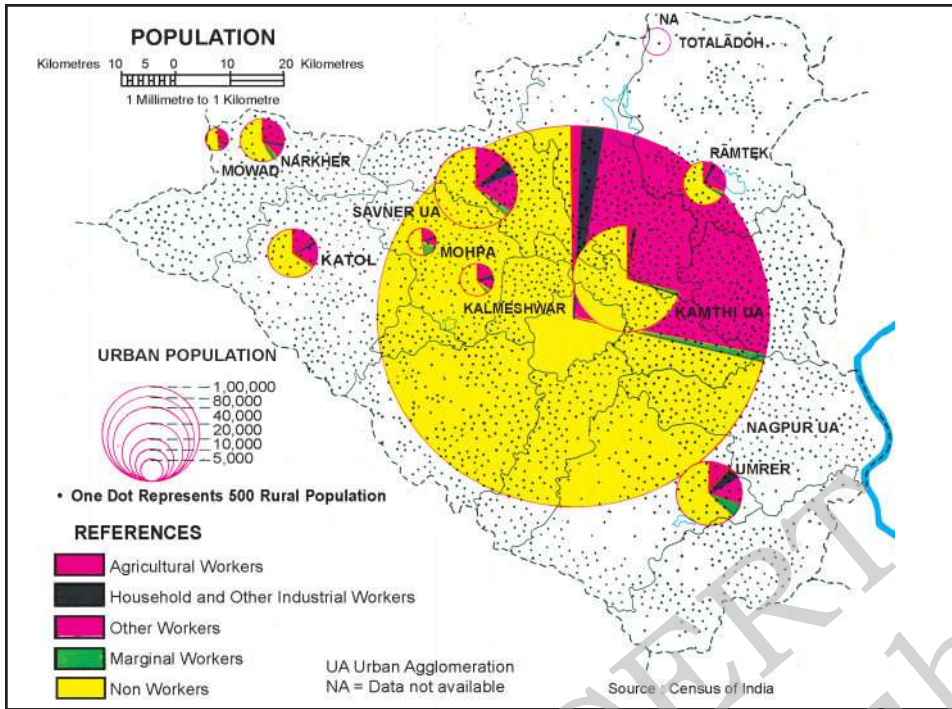 POPULATION
Kilometres 10 5 0 10 20 Kilometres
1 Millimetre to 1 Kilometre
NA
TOTALĀDOH
MOWAD
NARKHER
RĀMTEK
SAVNER UA
KATOL
MOHPA
KALMESHWAR
KAMTHI UA
NAGPUR UA
UMRER
URBAN POPULATION
1,00,000
80,000
40,000
20,000
10,000
5,000
• One Dot Represents 500 Rural Population
REFERENCES
Agricultural Workers
Household and Other Industrial Workers
Other Workers
Marginal Workers
Non Workers
UA Urban Agglomeration
NA = Data not available
Source : Census of India